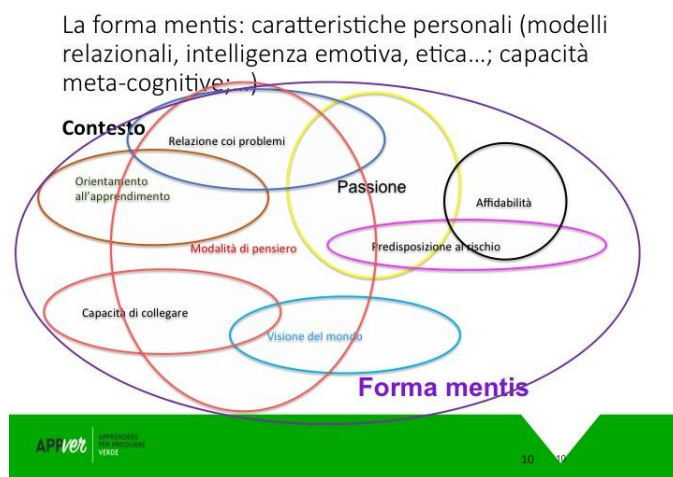 La forma mentis: caratteristiche personali (modelli
relazionali, intelligenza emotiva, etica...; capacità
meta-cognitive;...)
Contesto
Relazione coi problemi
Orientamento
all'apprendimento
Passione
Affidabilità
Modalità di pensiero
Predisposizione al rischio
Capacità di collegare
Visione del mondo
Forma mentis
APPver
APPRENDERE
PER PRODURRE
VERDE
10
10